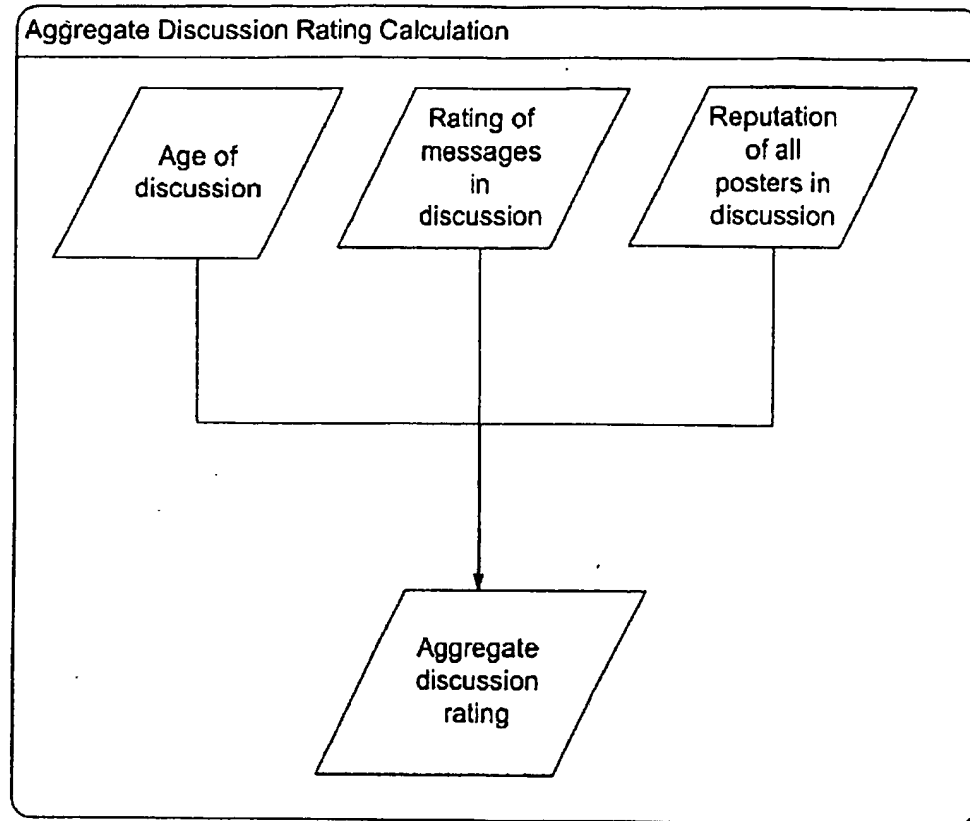 Aggregate Discussion Rating Calculation
Age of
discussion
Rating of
messages
in
discussion
Reputation
of all
posters in
discussion
Aggregate
discussion
rating